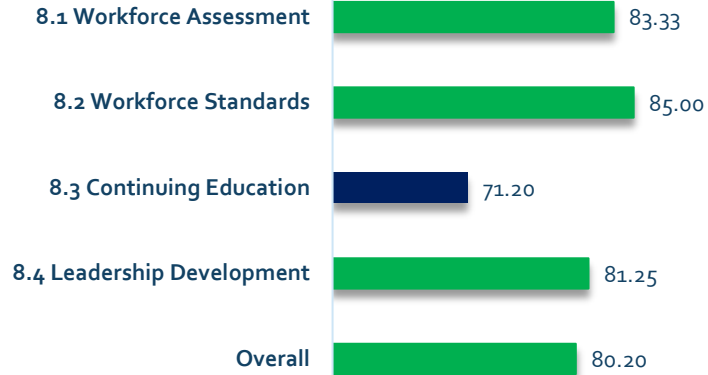 8.1 Workforce Assessment 83.33
8.2 Workforce Standards 85.00
8.3 Continuing Education 71.20
8.4 Leadership Development 81.25
Overall 80.20